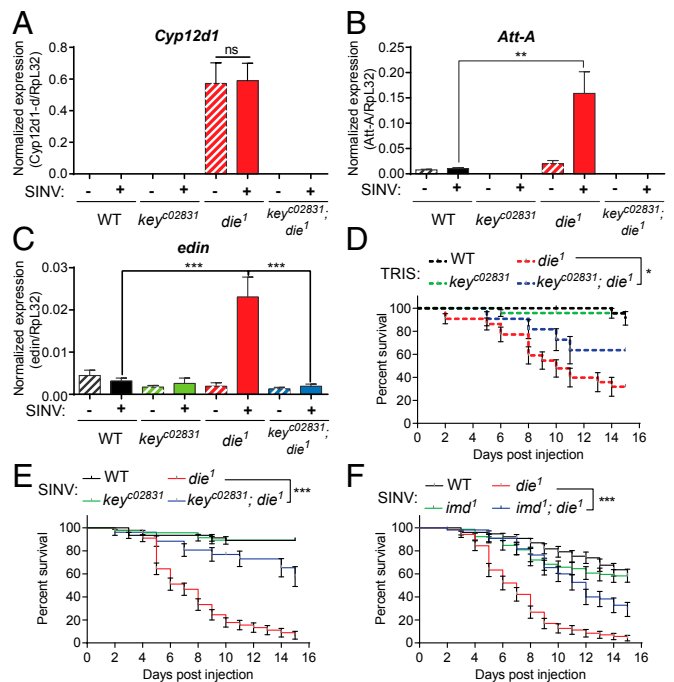 A
Cyp12d1
Normalized expression
(Cyp12d1-d/RpL32)
0.8
0.6
0.4
0.2
0.0
ns
SINV: - + - + - + - +
WT key^c02831 die^1 key^c02831;
die^1
B
Att-A
Normalized expression
(Att-A/RpL32)
0.25
0.20
0.15
0.10
0.05
0.00
**
SINV: - + - + - + - +
WT key^c02831 die^1 key^c02831;
die^1
C
edin
Normalized expression
(edin/RpL32)
0.03
0.02
0.01
0.00
*** ***
SINV: - + - + - + - +
WT key^c02831 die^1 key^c02831;
die^1
D
TRIS:
WT die^1
key^c02831 key^c02831; die^1
*
Percent survival
100
80
60
40
20
0
0 2 4 6 8 10 12 14 16
Days post injection
E
SINV:
WT die^1
key^c02831 key^c02831; die^1
***
Percent survival
100
80
60
40
20
0
0 2 4 6 8 10 12 14 16
Days post injection
F
SINV:
WT die^1
imd^1 imd^1; die^1
***
Percent survival
100
80
60
40
20
0
0 2 4 6 8 10 12 14 16
Days post injection